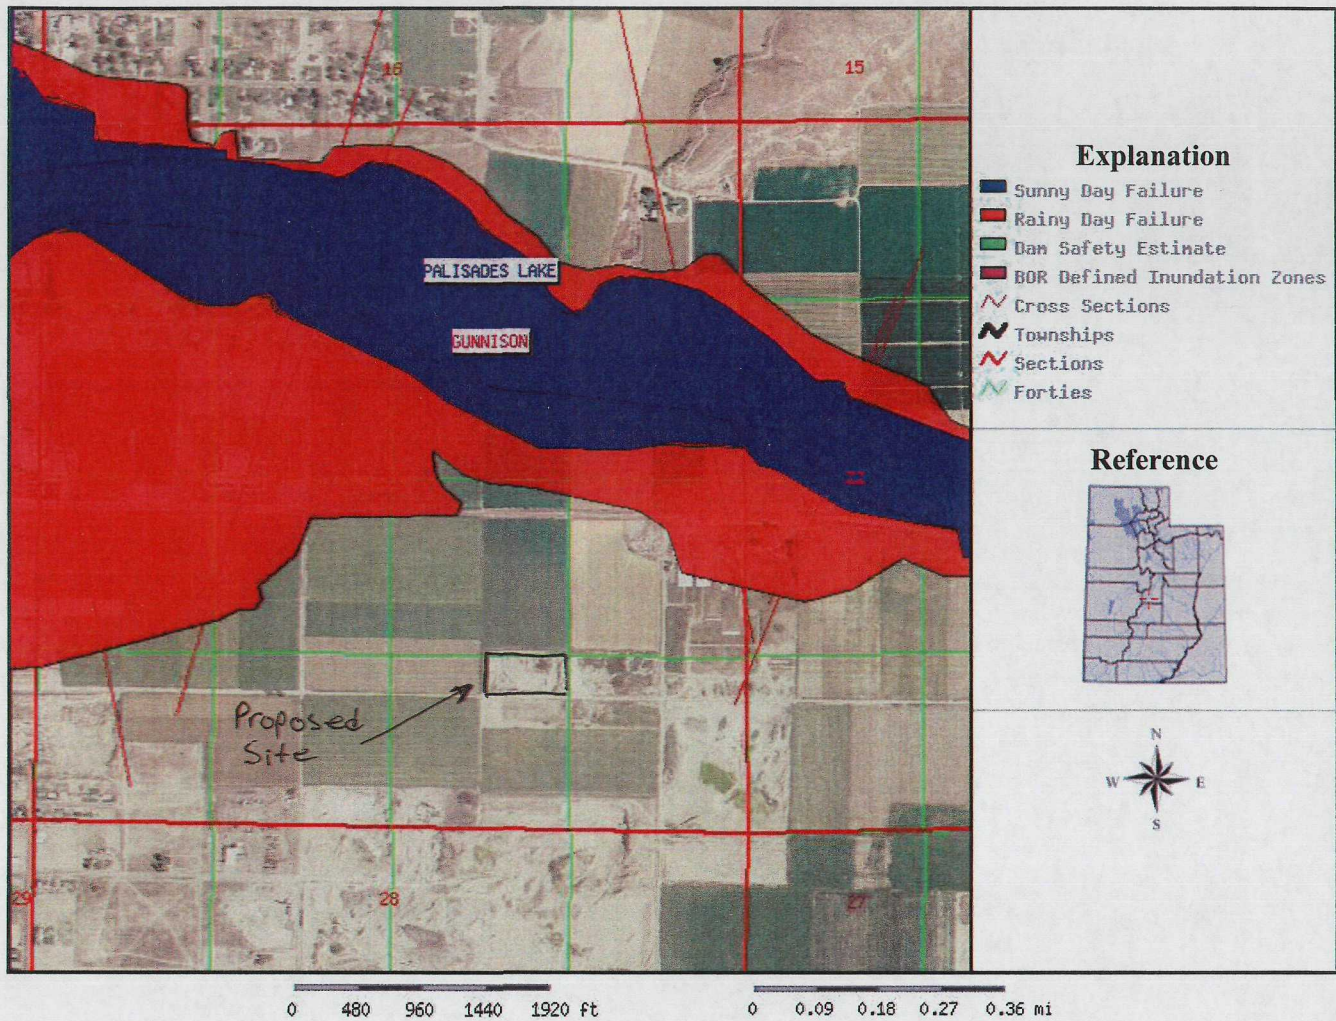 16
15
PALISADES LAKE
GUNNISON
22
Proposed
Site
29
28
27
Explanation
Sunny Day Failure
Rainy Day Failure
Dam Safety Estimate
BOR Defined Inundation Zones
Cross Sections
Townships
Sections
Forties
Reference
N
W E
S
0 480 960 1440 1920 ft
0 0.09 0.18 0.27 0.36 mi